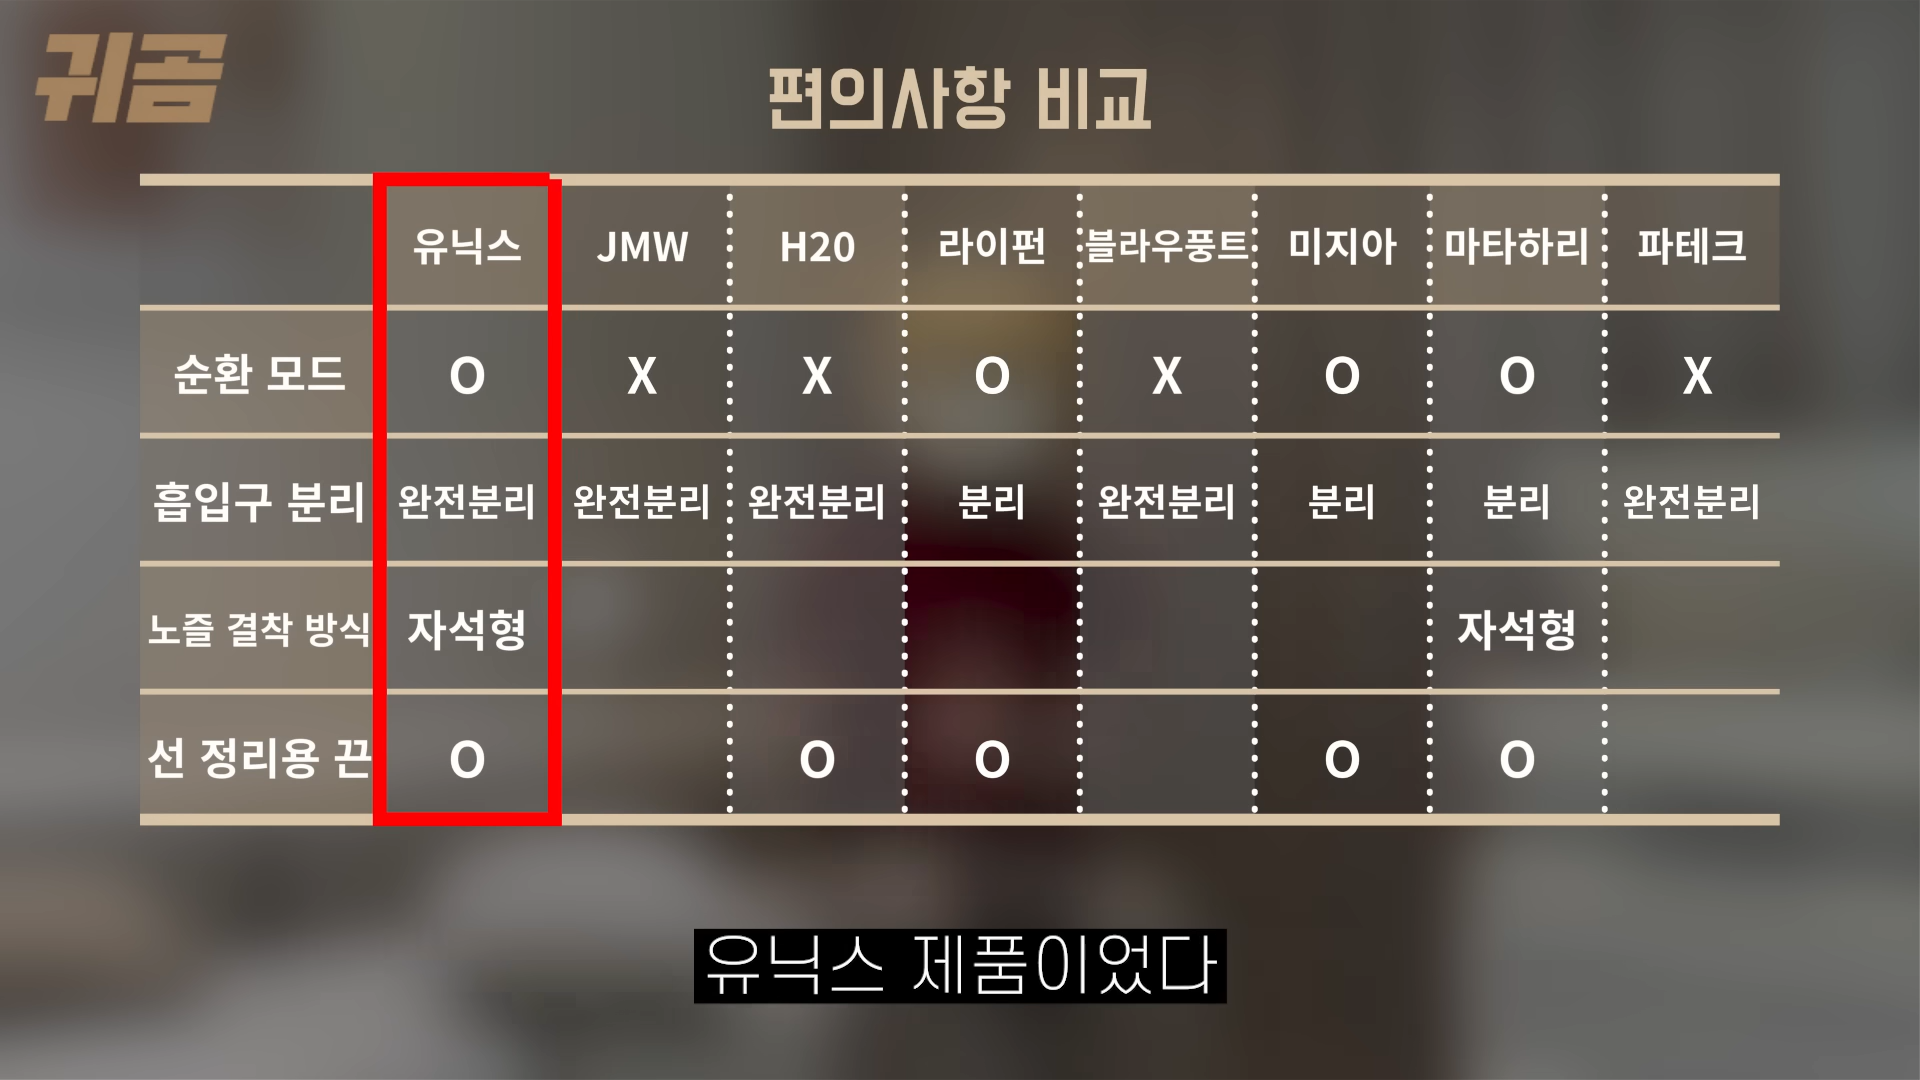 귀곰
편의사항 비교
유닉스 JMW H20 라이펀 블라우풍트 미지아 마타하리 파테크
순환 모드 O X X O X O O X
흡입구 분리 완전분리 완전분리 완전분리 분리 완전분리 분리 분리 완전분리
노즐 결착 방식 자석형 자석형
선 정리용 끈 O O O O O
유닉스 제품이었다